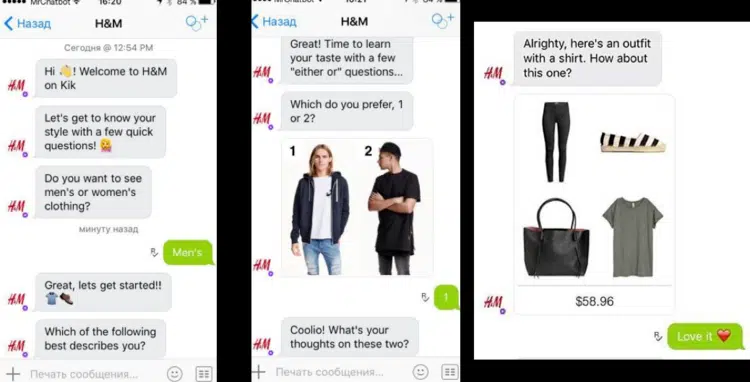 MrChatbot
16:20
84 %
Назад
H&M
Сегодня @ 12:54 PM
Hi 👋! Welcome to H&M
on Kik
H&M
Let's get to know your
style with a few quick
questions! 🙆
H&M
Do you want to see
men's or women's
clothing?
H&M
минуту назад
R
Men's
Great, lets get started!!
👕👞
H&M
Which of the following
best describes you?
H&M
Печать сообщения...
MrChatbot
16:21
84 %
Назад
H&M
Great! Time to learn
your taste with a few
"either or" questions...
H&M
Which do you prefer, 1
or 2?
H&M
1 2
H&M
R
1
Coolio! What's your
thoughts on these two?
H&M
Печать сообщения...
Alrighty, here's an outfit
with a shirt. How about
this one?
H&M
$58.96
H&M
R
Love it ❤️